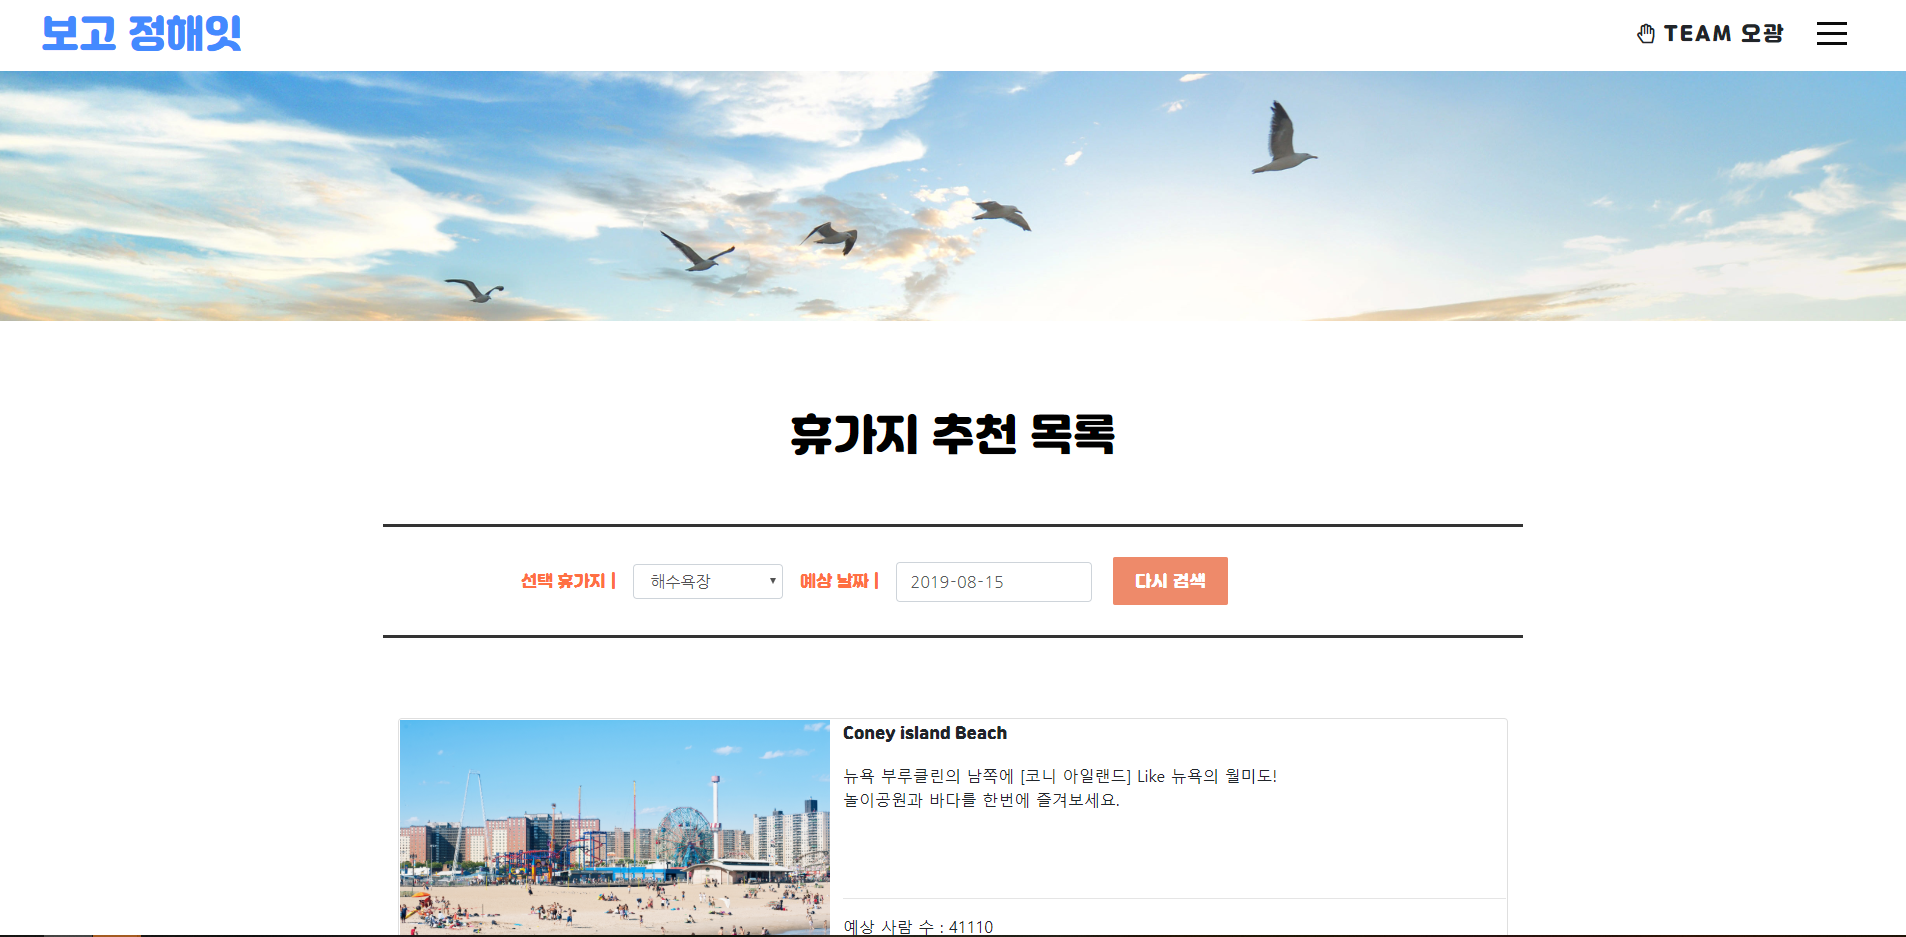 보고 정해잇
TEAM 오광
휴가지 추천 목록
선택 휴가지 | 해수욕장 예상 날짜 | 2019-08-15 다시 검색
Coney island Beach
뉴욕 부루클린의 남쪽에 [코니 아일랜드] Like 뉴욕의 월미도!
놀이공원과 바다를 한번에 즐겨보세요.
예상 사람 수 : 41110